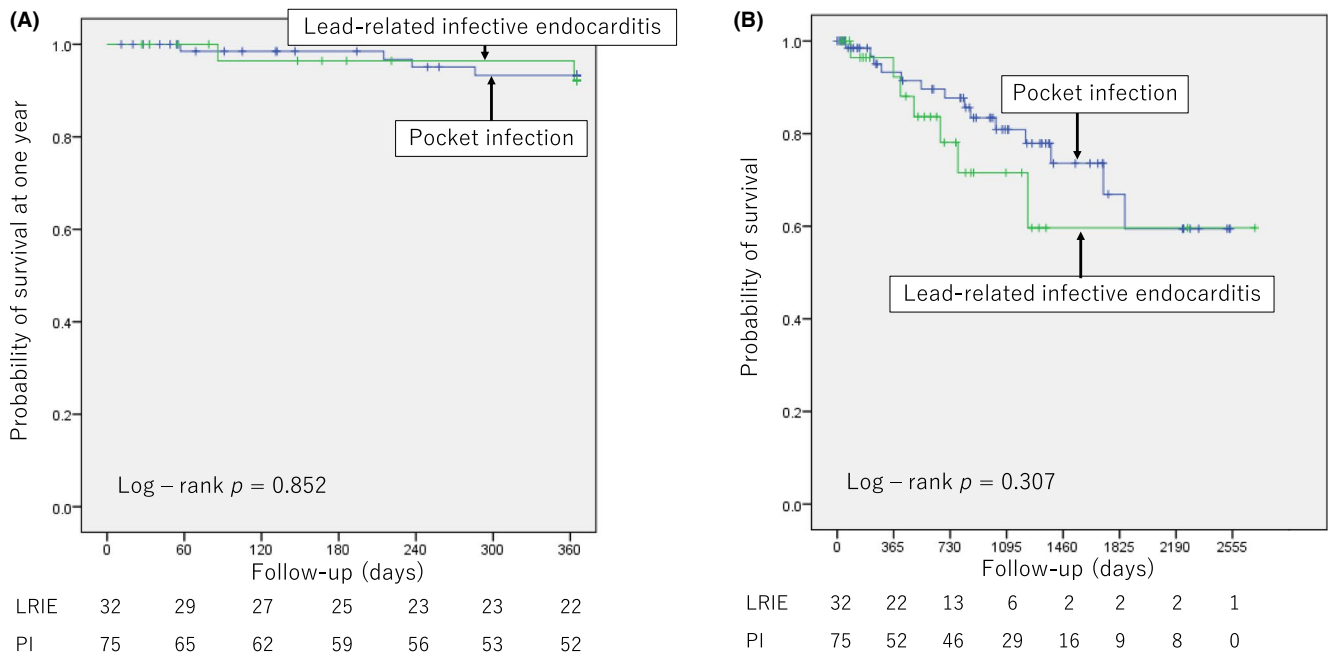 (A)
Probability of survival at one year
1.0
0.8
0.6
0.4
0.2
0.0
Lead-related infective endocarditis
Pocket infection
Log – rank p = 0.852
0 60 120 180 240 300 360
Follow-up (days)
LRIE 32 29 27 25 23 23 22
PI 75 65 62 59 56 53 52
(B)
Probability of survival
1.0
0.8
0.6
0.4
0.2
0.0
Pocket infection
Lead-related infective endocarditis
Log – rank p = 0.307
0 365 730 1095 1460 1825 2190 2555
Follow-up (days)
LRIE 32 22 13 6 2 2 2 1
PI 75 52 46 29 16 9 8 0